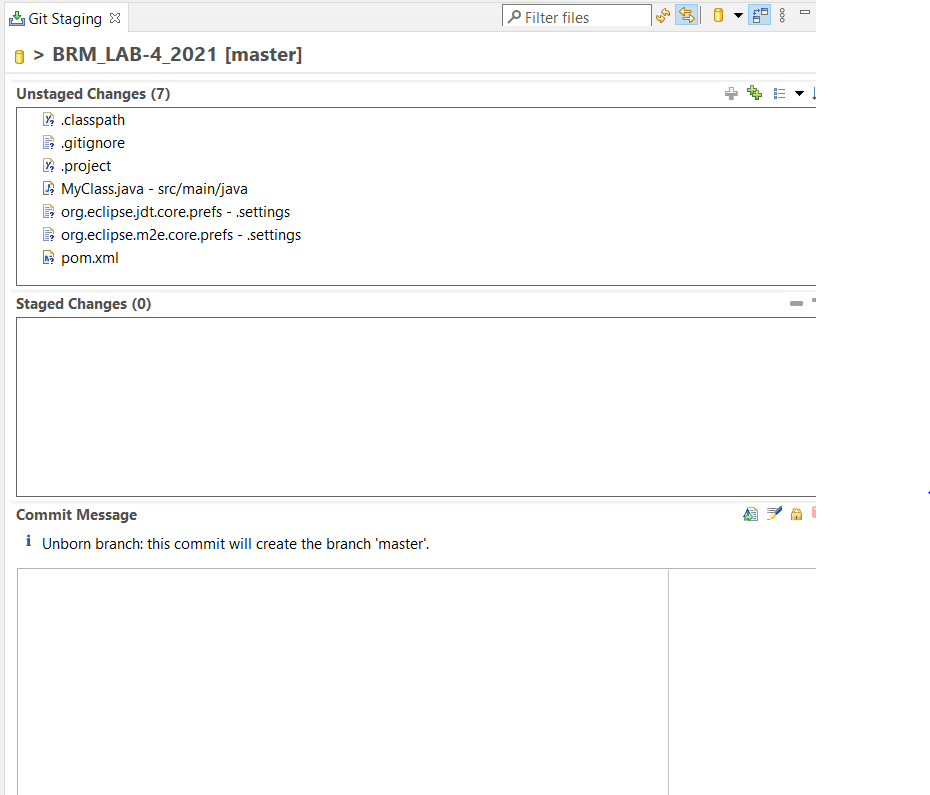 Git Staging
Filter files
> BRM_LAB-4_2021 [master]
Unstaged Changes (7)
.classpath
.gitignore
.project
MyClass.java - src/main/java
org.eclipse.jdt.core.prefs - .settings
org.eclipse.m2e.core.prefs - .settings
pom.xml
Staged Changes (0)
Commit Message
Unborn branch: this commit will create the branch 'master'.